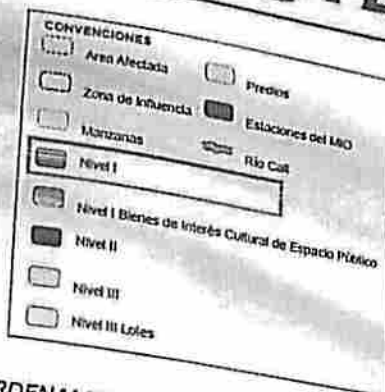 CONVENCIONES
Area Afectada
Predios
Zona de Influencia
Estaciones del MIO
Manzanas
Río Cali
Nivel I
Nivel I Bienes de Interés Cultural de Espacio Público
Nivel II
Nivel III
Nivel III Lotes